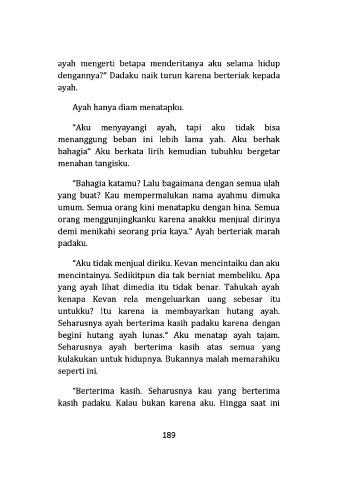 ayah mengerti betapa menderitanya aku selama hidup
dengannya?" Dadaku naik turun karena berteriak kepada
ayah.
Ayah hanya diam menatapku.
"Aku menyayangi ayah, tapi aku tidak bisa
menanggung beban ini lebih lama yah. Aku berhak
bahagia" Aku berkata lirih kemudian tubuhku bergetar
menahan tangisku.
"Bahagia katamu? Lalu bagaimana dengan semua ulah
yang buat? Kau mempermalukan nama ayahmu dimuka
umum. Semua orang kini menatapku dengan hina. Semua
orang menggunjingkanku karena anakku menjual dirinya
demi menikahi seorang pria kaya." Ayah berteriak marah
padaku.
"Aku tidak menjual diriku. Kevan mencintaiku dan aku
mencintainya. Sedikitpun dia tak berniat membeliku. Apa
yang ayah lihat dimedia itu tidak benar. Tahukah ayah
kenapa Kevan rela mengeluarkan uang sebesar itu
untukku? Itu karena ia membayarkan hutang ayah.
Seharusnya ayah berterima kasih padaku karena dengan
begini hutang ayah lunas." Aku menatap ayah tajam.
Seharusnya ayah berterima kasih atas semua yang
kulakukan untuk hidupnya. Bukannya malah memarahiku
seperti ini.
"Berterima kasih. Seharusnya kau yang berterima
kasih padaku. Kalau bukan karena aku. Hingga saat ini
189